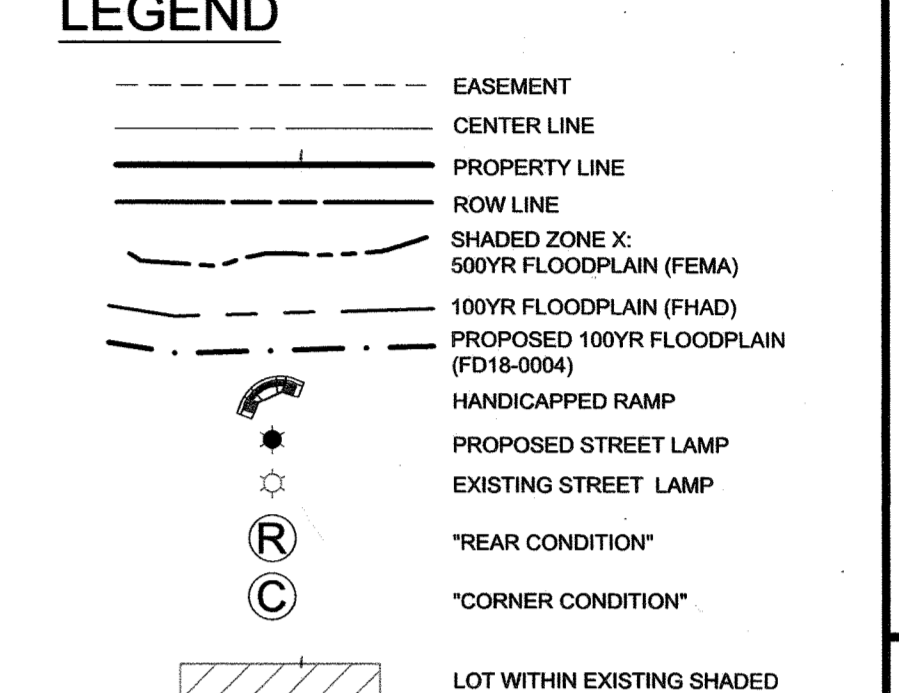 LEGEND
EASEMENT
CENTER LINE
PROPERTY LINE
ROW LINE
SHADED ZONE X:
500YR FLOODPLAIN (FEMA)
100YR FLOODPLAIN (FHAD)
PROPOSED 100YR FLOODPLAIN
(FD18-0004)
HANDICAPPED RAMP
PROPOSED STREET LAMP
EXISTING STREET LAMP
R "REAR CONDITION"
C "CORNER CONDITION"
LOT WITHIN EXISTING SHADED